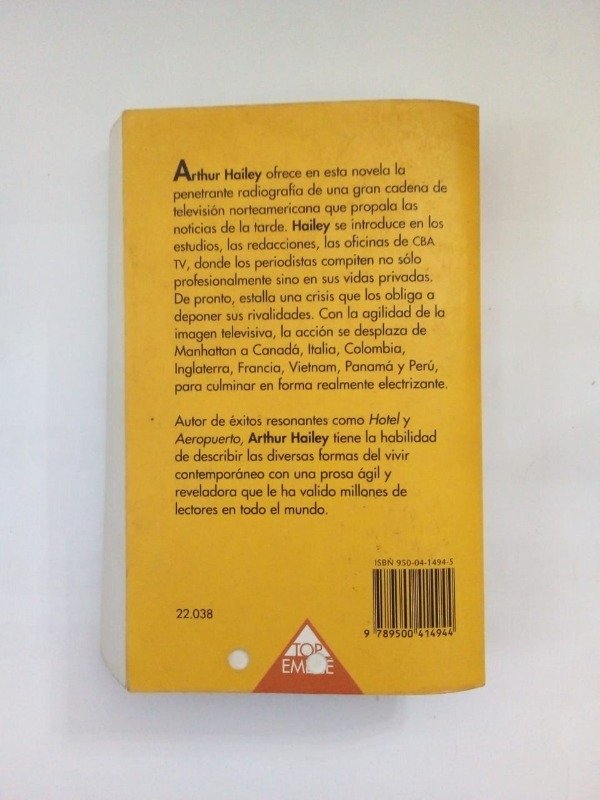 Arthur Hailey ofrece en esta novela la
penetrante radiografía de una gran cadena de
televisión norteamericana que propala las
noticias de la tarde. Hailey se introduce en los
estudios, las redacciones, las oficinas de CBA
TV, donde los periodistas compiten no sólo
profesionalmente sino en sus vidas privadas.
De pronto, estalla una crisis que los obliga a
deponer sus rivalidades. Con la agilidad de la
imagen televisiva, la acción se desplaza de
Manhattan a Canadá, Italia, Colombia,
Inglaterra, Francia, Vietnam, Panamá y Perú,
para culminar en forma realmente electrizante.
Autor de éxitos resonantes como Hotel y
Aeropuerto, Arthur Hailey tiene la habilidad
de describir las diversas formas del vivir
contemporáneo con una prosa ágil y
reveladora que le ha valido millones de
lectores en todo el mundo.
ISBN 950-04-1494-5
9 789500 414944
22.038
TOP
EMECÉ